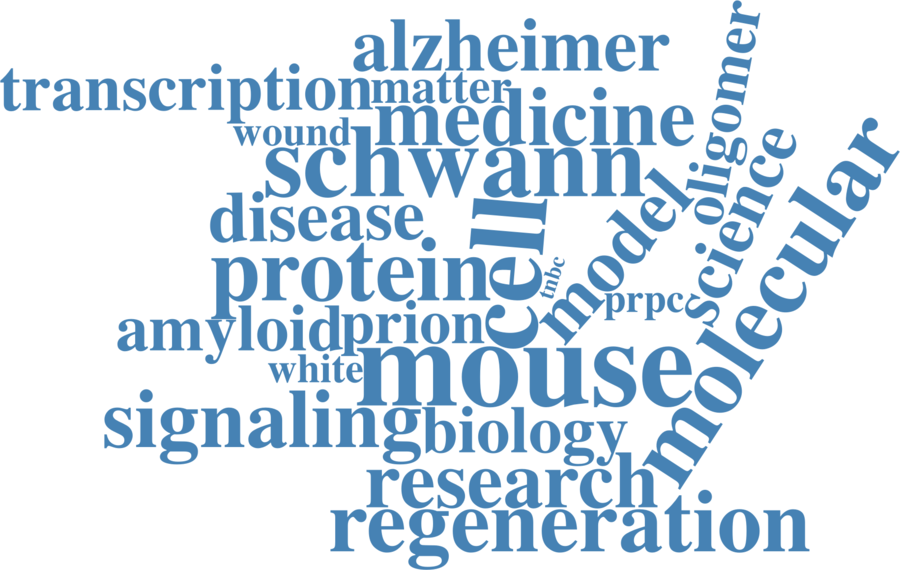 alzheimer
oligomer
transcription
matter
medicine
wound
schwann
science
molecular
disease
cell
model
protein
tnbc
prpc
amyloid
prion
white
mouse
signaling
biology
research
regeneration